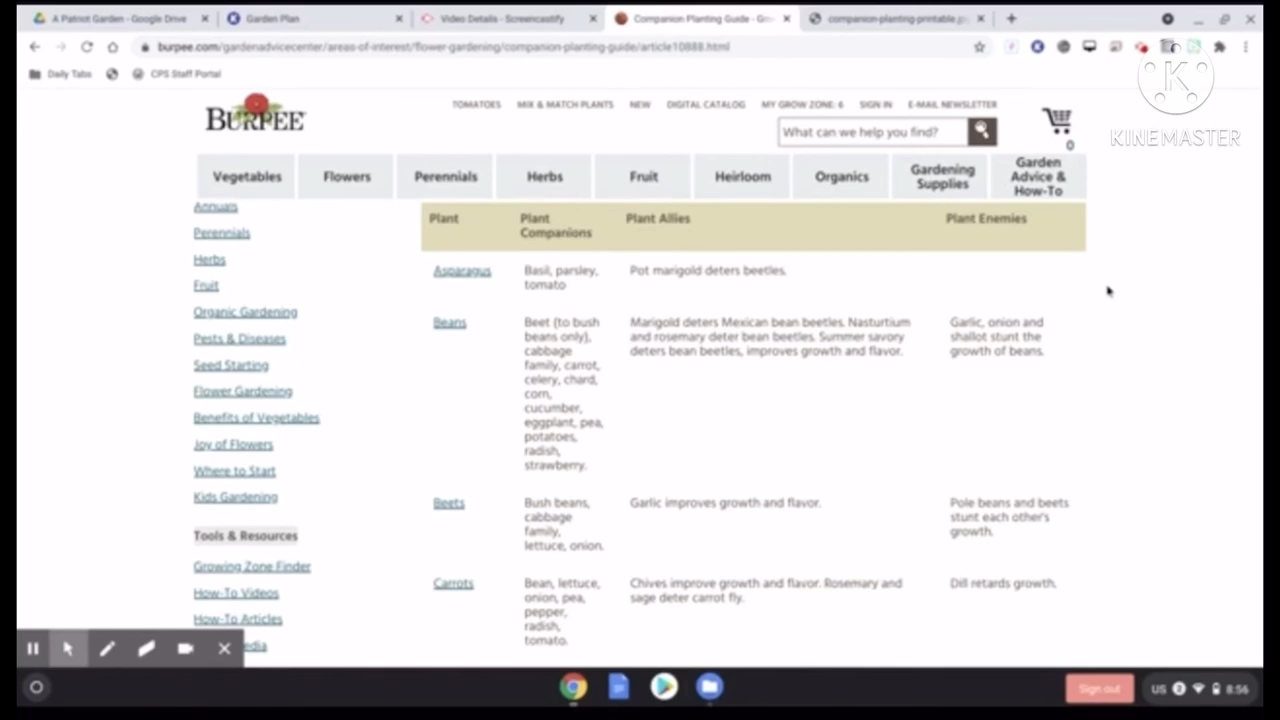 A Patriot Garden - Google Drive
Garden Plan
Video Details - Screencastify
Companion Planting Guide - Gro
companion-planting-printable.p
burpee.com/gardenadvicecenter/areas-of-interest/flower-gardening/companion-planting-guide/article10888.html
Daily Tabs
CPS Staff Portal
K
KINEMASTER
BURPEE
TOMATOES MIX & MATCH PLANTS NEW DIGITAL CATALOG MY GROW ZONE: 6 SIGN IN E-MAIL NEWSLETTER
What can we help you find?
0
Vegetables Flowers Perennials Herbs Fruit Heirloom Organics
Gardening
Supplies
Garden
Advice &
How-To
Annuals
Perennials
Herbs
Fruit
Organic Gardening
Pests & Diseases
Seed Starting
Flower Gardening
Benefits of Vegetables
Joy of Flowers
Where to Start
Kids Gardening
Tools & Resources
Growing Zone Finder
How-To Videos
How-To Articles
edia
Plant
Plant
Companions
Plant Allies
Plant Enemies
Asparagus
Basil, parsley,
tomato
Pot marigold deters beetles.
Beans
Beet (to bush
beans only),
cabbage
family, carrot,
celery, chard,
corn,
cucumber,
eggplant, pea,
potatoes,
radish,
strawberry.
Marigold deters Mexican bean beetles. Nasturtium
and rosemary deter bean beetles. Summer savory
deters bean beetles, improves growth and flavor.
Garlic, onion and
shallot stunt the
growth of beans.
Beets
Bush beans,
cabbage
family,
lettuce, onion.
Garlic improves growth and flavor.
Pole beans and beets
stunt each other's
growth.
Carrots
Bean, lettuce,
onion, pea,
pepper,
radish,
tomato.
Chives improve growth and flavor. Rosemary and
sage deter carrot fly.
Dill retards growth.
Sign out
US 8:56